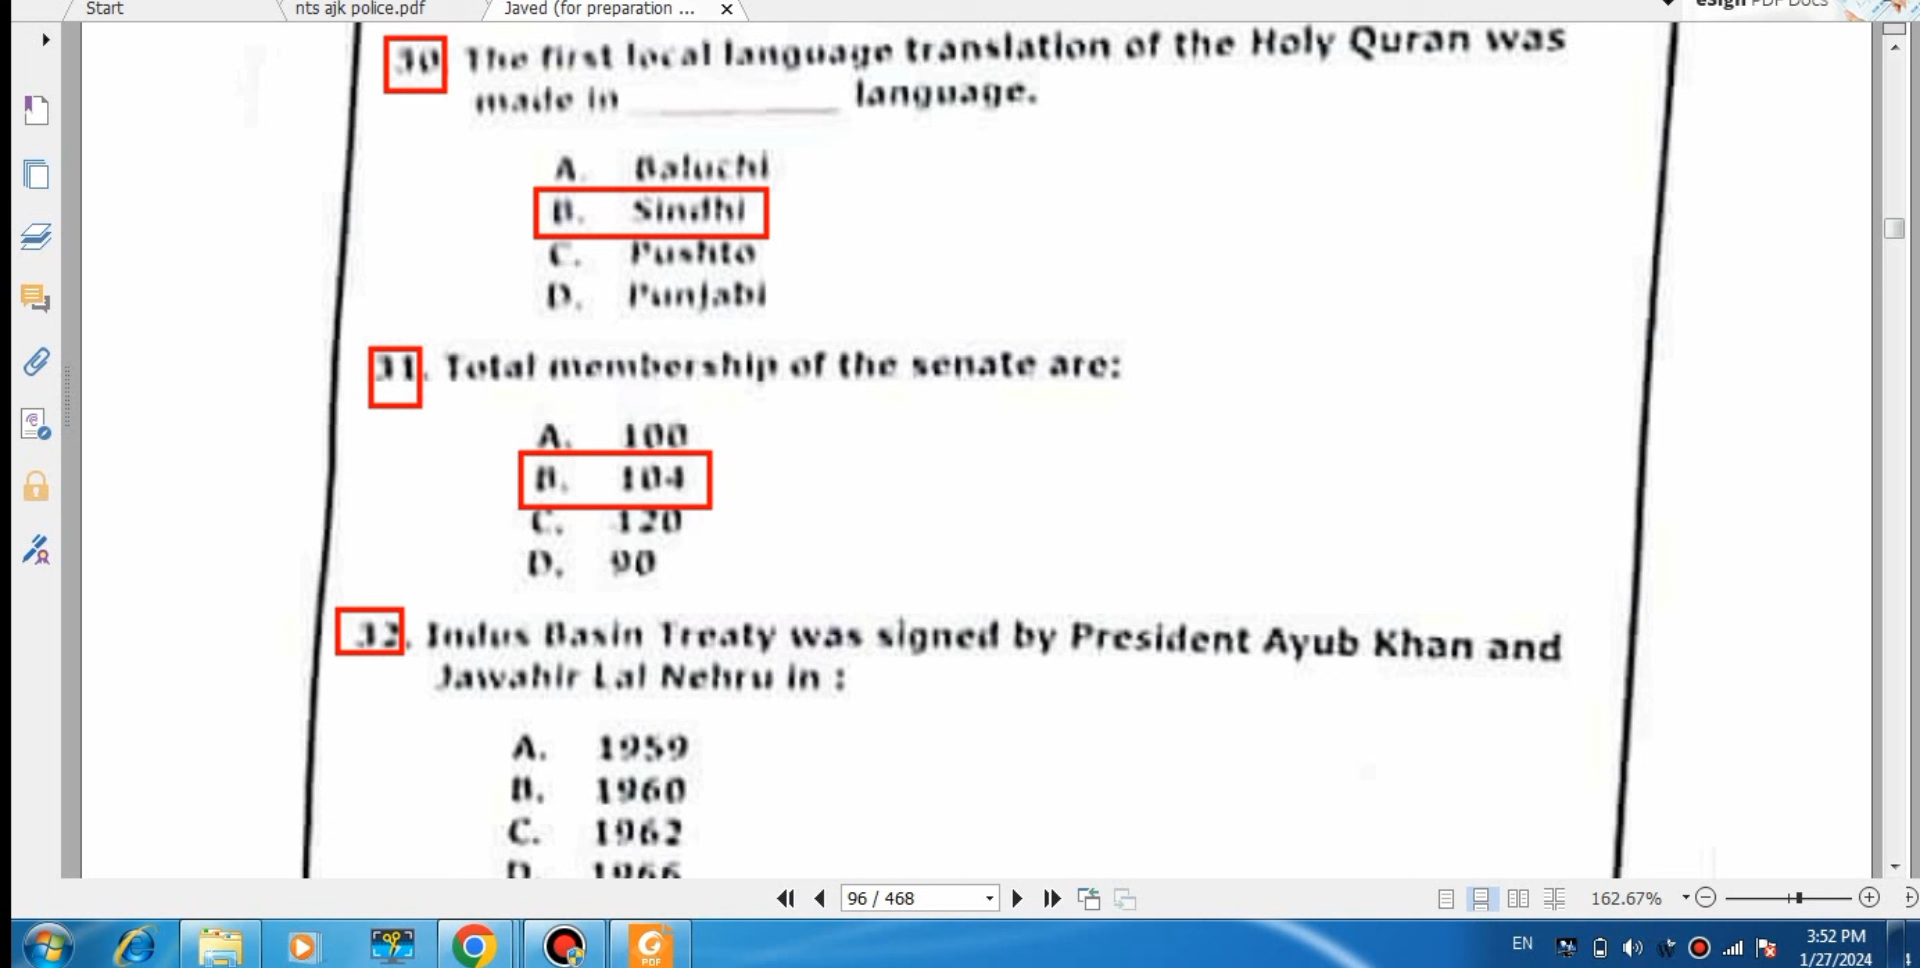 Start
nts ajk police.pdf
Javed (for preparation ...
30 The first local language translation of the Holy Quran was
made in __________ language.
A. Baluchi
B. Sindhi
C. Pushto
D. Punjabi
31. Total membership of the senate are:
A. 100
B. 104
C. 120
D. 90
32. Indus Basin Treaty was signed by President Ayub Khan and
Jawahir Lal Nehru in :
A. 1959
B. 1960
C. 1962
D. 1966
96 / 468
162.67%
EN
3:52 PM
1/27/2024